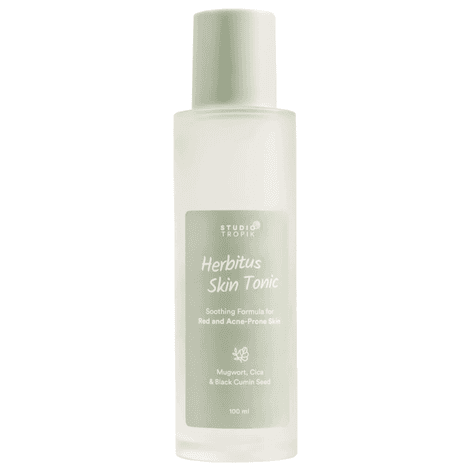 STUDIO
TROPIK
Herbitus
Skin Tonic
Soothing Formula for
Red and Acne-Prone Skin
Mugwort, Cica
& Black Cumin Seed
100 ml